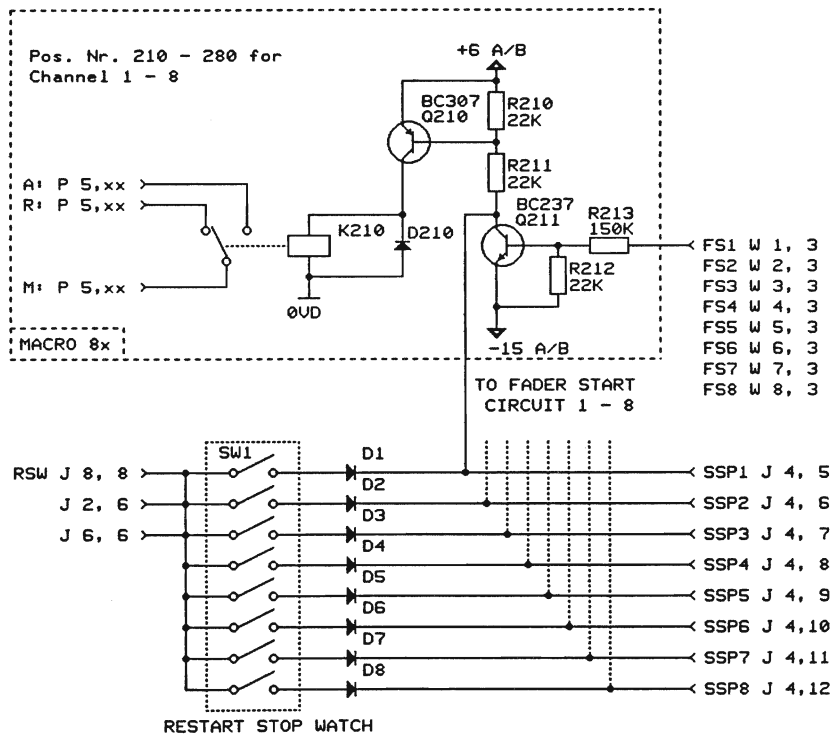 Pos. Nr. 210 - 280 for
Channel 1 - 8
+6 A/B
BC307
Q210
R210
22K
R211
22K
A: P 5,xx
R: P 5,xx
K210
D210
BC237
Q211
R213
150K
R212
22K
M: P 5,xx
0VD
-15 A/B
MACRO 8x
FS1 W 1, 3
FS2 W 2, 3
FS3 W 3, 3
FS4 W 4, 3
FS5 W 5, 3
FS6 W 6, 3
FS7 W 7, 3
FS8 W 8, 3
TO FADER START
CIRCUIT 1 - 8
SW1
RSW J 8, 8
J 2, 6
J 6, 6
D1
D2
D3
D4
D5
D6
D7
D8
SSP1 J 4, 5
SSP2 J 4, 6
SSP3 J 4, 7
SSP4 J 4, 8
SSP5 J 4, 9
SSP6 J 4,10
SSP7 J 4,11
SSP8 J 4,12
RESTART STOP WATCH